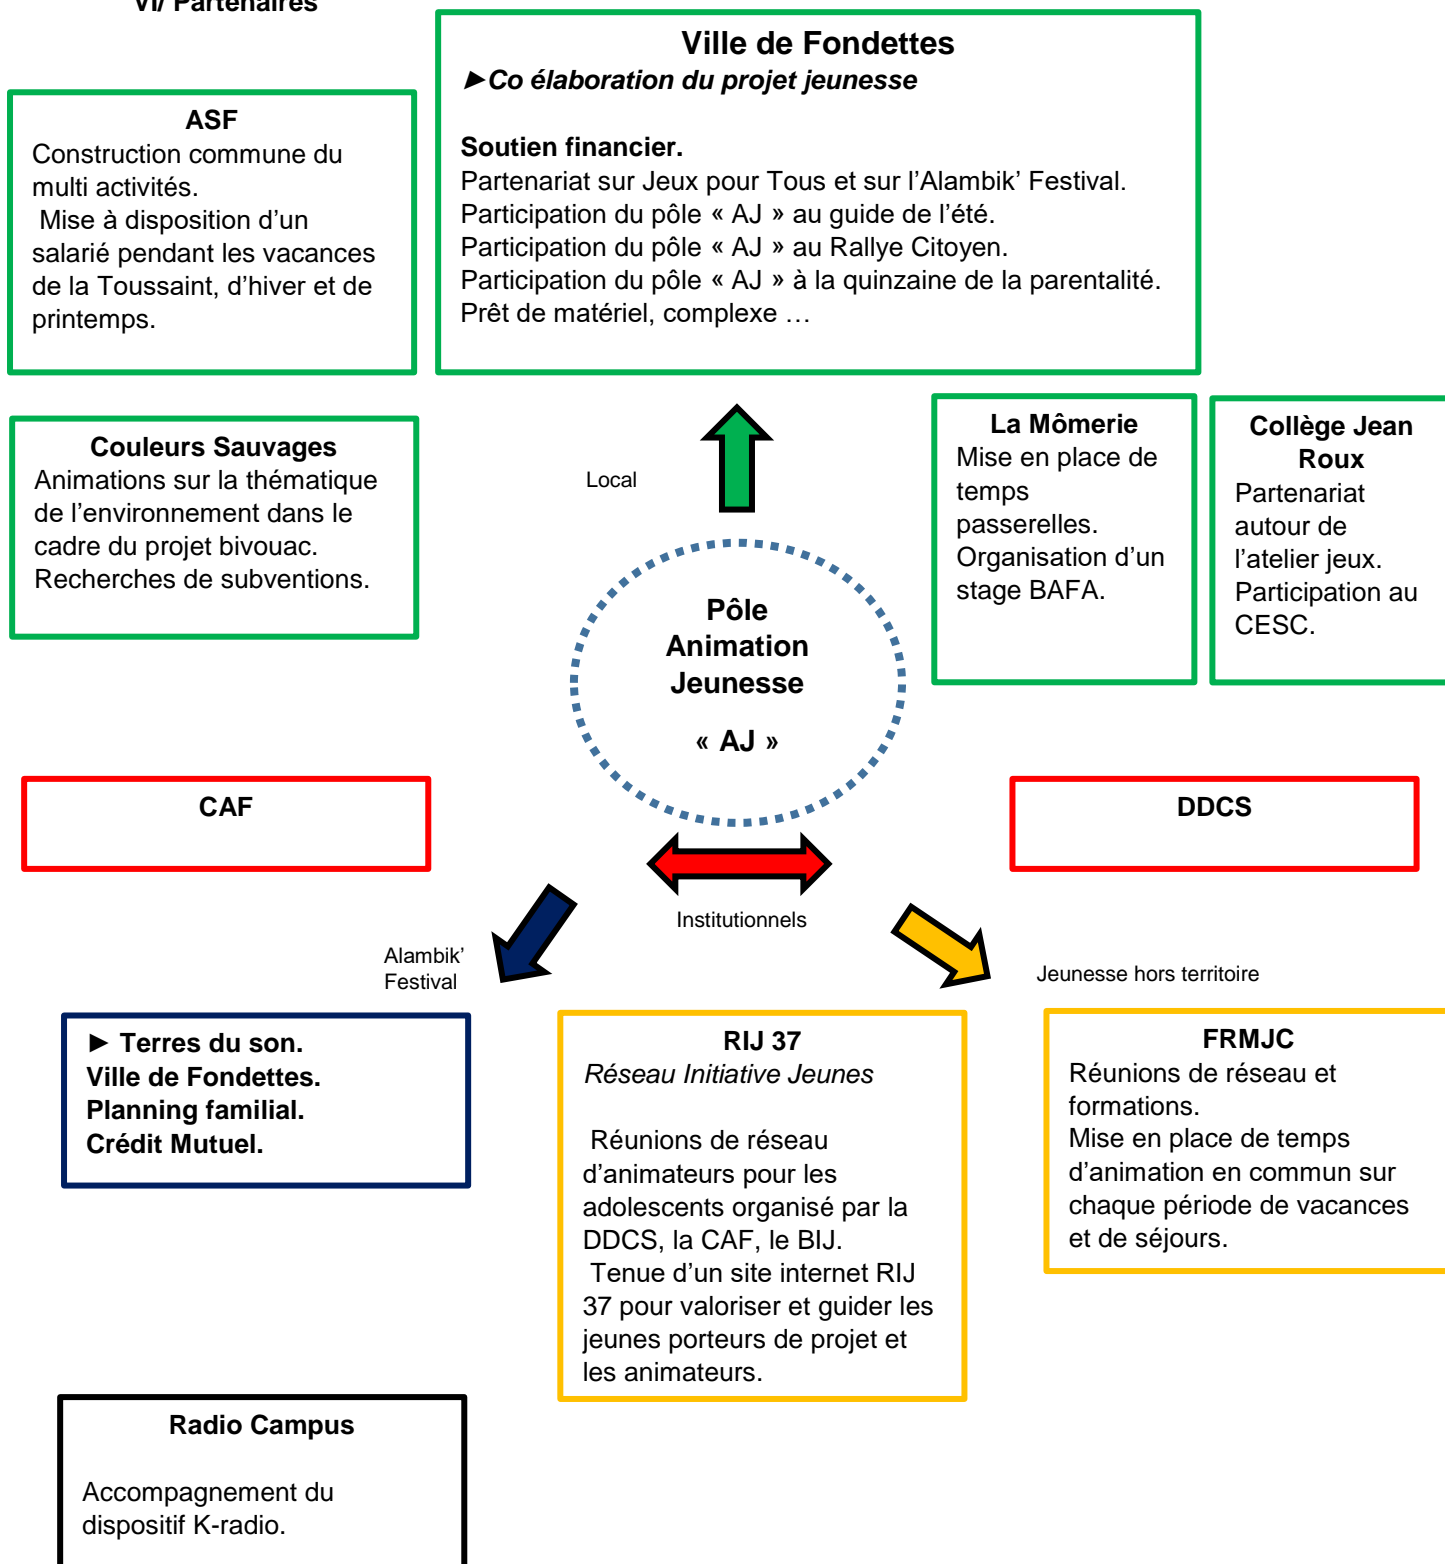 VI/ Partenaires
Ville de Fondettes
►Co élaboration du projet jeunesse
Soutien financier.
Partenariat sur Jeux pour Tous et sur l’Alambik’ Festival.
Participation du pôle « AJ » au guide de l’été.
Participation du pôle « AJ » au Rallye Citoyen.
Participation du pôle « AJ » à la quinzaine de la parentalité.
Prêt de matériel, complexe …
ASF
Construction commune du
multi activités.
Mise à disposition d’un
salarié pendant les vacances
de la Toussaint, d’hiver et de
printemps.
Couleurs Sauvages
Animations sur la thématique
de l’environnement dans le
cadre du projet bivouac.
Recherches de subventions.
Local
La Mômerie
Mise en place de
temps
passerelles.
Organisation d’un
stage BAFA.
Collège Jean
Roux
Partenariat
autour de
l’atelier jeux.
Participation au
CESC.
Pôle
Animation
Jeunesse
« AJ »
CAF
DDCS
Institutionnels
Alambik’
Festival
Jeunesse hors territoire
► Terres du son.
Ville de Fondettes.
Planning familial.
Crédit Mutuel.
RIJ 37
Réseau Initiative Jeunes
Réunions de réseau
d’animateurs pour les
adolescents organisé par la
DDCS, la CAF, le BIJ.
Tenue d’un site internet RIJ
37 pour valoriser et guider les
jeunes porteurs de projet et
les animateurs.
FRMJC
Réunions de réseau et
formations.
Mise en place de temps
d’animation en commun sur
chaque période de vacances
et de séjours.
Radio Campus
Accompagnement du
dispositif K-radio.